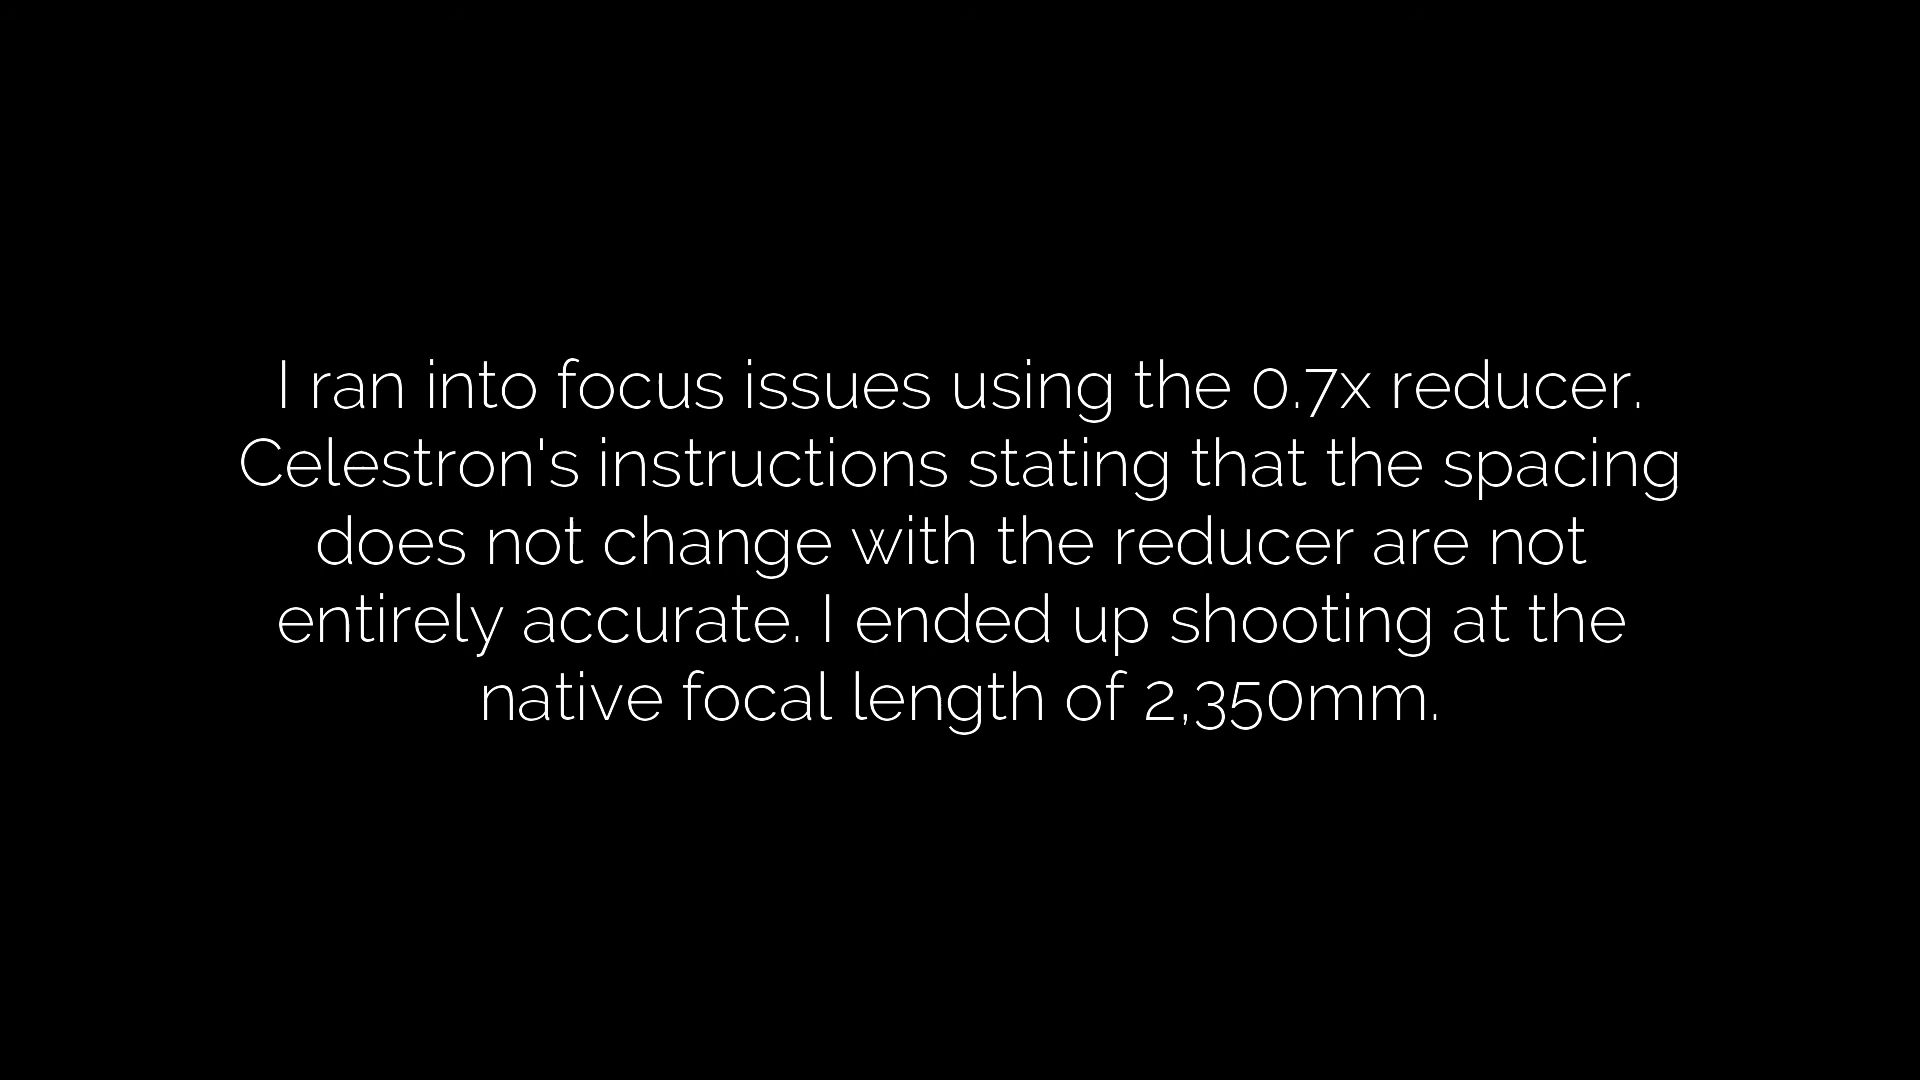 I ran into focus issues using the 0.7x reducer.
Celestron's instructions stating that the spacing
does not change with the reducer are not
entirely accurate. I ended up shooting at the
native focal length of 2,350mm.